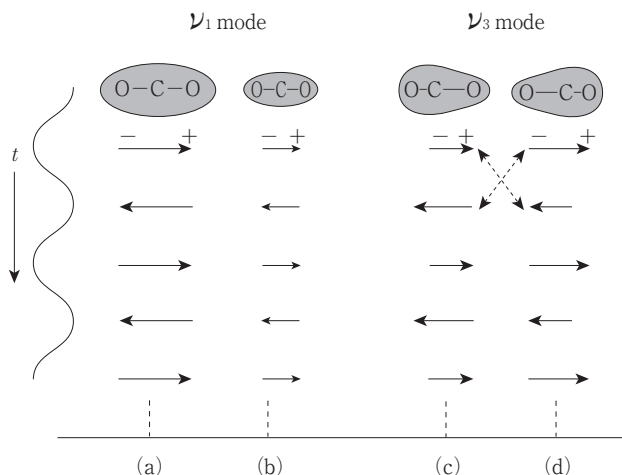 ν1 mode ν3 mode
O–C–O O-C-O O-C—O O—C-O
– + – + – + – +
t
(a) (b) (c) (d)